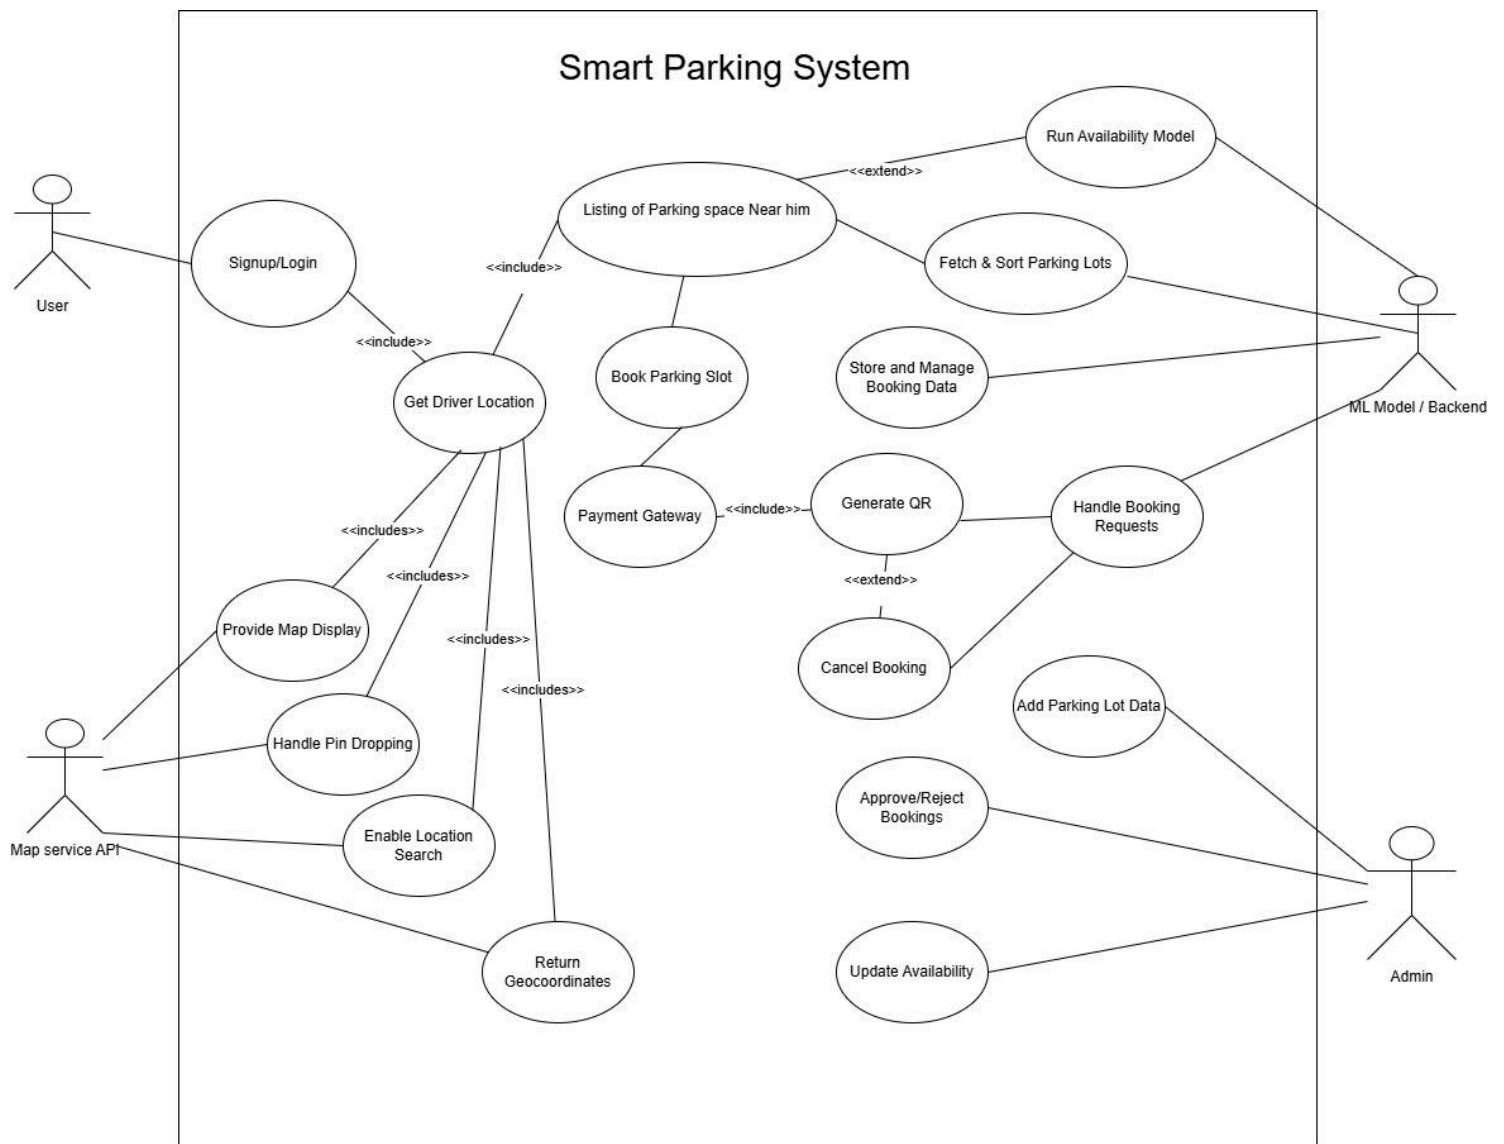 Smart Parking System
Run Availability Model
<<extend>>
Listing of Parking space Near him
Signup/Login
<<include>>
Fetch & Sort Parking Lots
User
<<include>>
Book Parking Slot
Store and Manage
Booking Data
Get Driver Location
ML Model / Backend
Payment Gateway
<<include>>
Generate QR
Handle Booking
Requests
<<includes>>
<<includes>>
<<extend>>
Provide Map Display
<<includes>>
Cancel Booking
<<includes>>
Add Parking Lot Data
Handle Pin Dropping
Approve/Reject
Bookings
Enable Location
Search
Map service API
Return
Geocoordinates
Update Availability
Admin